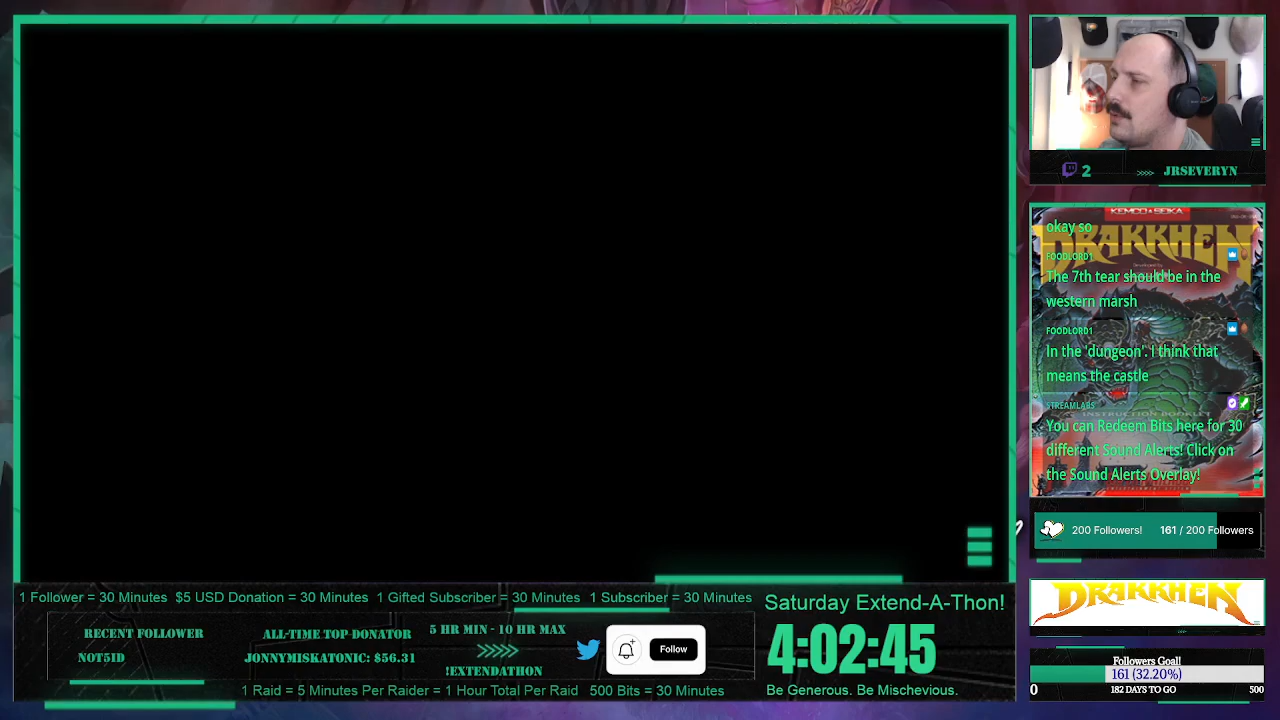 2
>>>> JRSEVERYN
KEMCO SEIKA
DRAKKHEN
okay so
FOODLORD1
The 7th tear should be in the
western marsh
FOODLORD1
In the 'dungeon'. I think that
means the castle
STREAMLABS
INSTRUCTION BOOKLET
You can Redeem Bits here for 30
different Sound Alerts! Click on
the Sound Alerts Overlay!
200 Followers! 161 / 200 Followers
DRAKKHEN
Followers Goal!
161 (32.20%)
0 182 DAYS TO GO 500
1 Follower = 30 Minutes $5 USD Donation = 30 Minutes 1 Gifted Subscriber = 30 Minutes 1 Subscriber = 30 Minutes
RECENT FOLLOWER
NOT5ID
ALL-TIME TOP DONATOR
JONNYMISKATONIC: $56.31
5 HR MIN - 10 HR MAX
>>>>>
!EXTENDATHON
Follow
1 Raid = 5 Minutes Per Raider = 1 Hour Total Per Raid 500 Bits = 30 Minutes
Saturday Extend-A-Thon!
4:02:45
Be Generous. Be Mischevious.